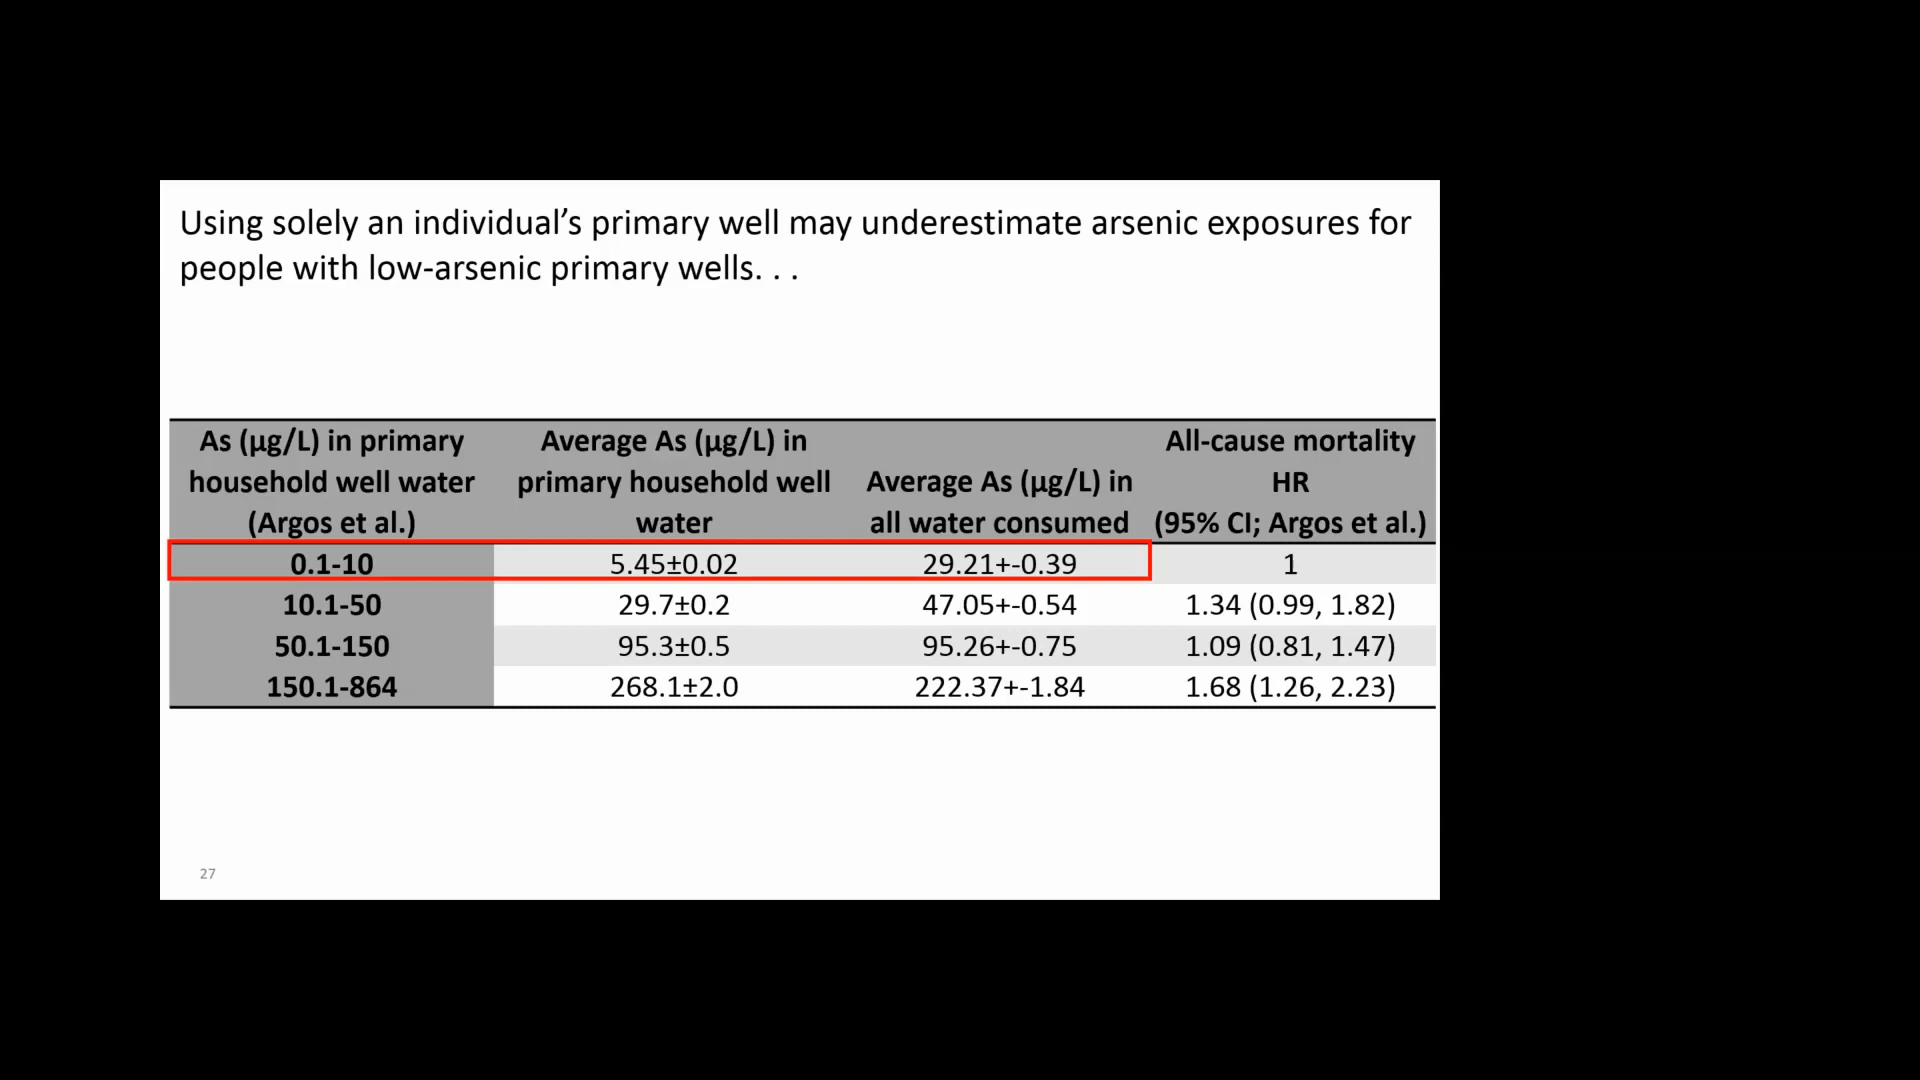 Using solely an individual’s primary well may underestimate arsenic exposures for
people with low-arsenic primary wells. . .
As (µg/L) in primary household well water (Argos et al.) Average As (µg/L) in primary household well water Average As (µg/L) in all water consumed All-cause mortality HR (95% CI; Argos et al.)
0.1-10 5.45±0.02 29.21+-0.39 1
10.1-50 29.7±0.2 47.05+-0.54 1.34 (0.99, 1.82)
50.1-150 95.3±0.5 95.26+-0.75 1.09 (0.81, 1.47)
150.1-864 268.1±2.0 222.37+-1.84 1.68 (1.26, 2.23)
27